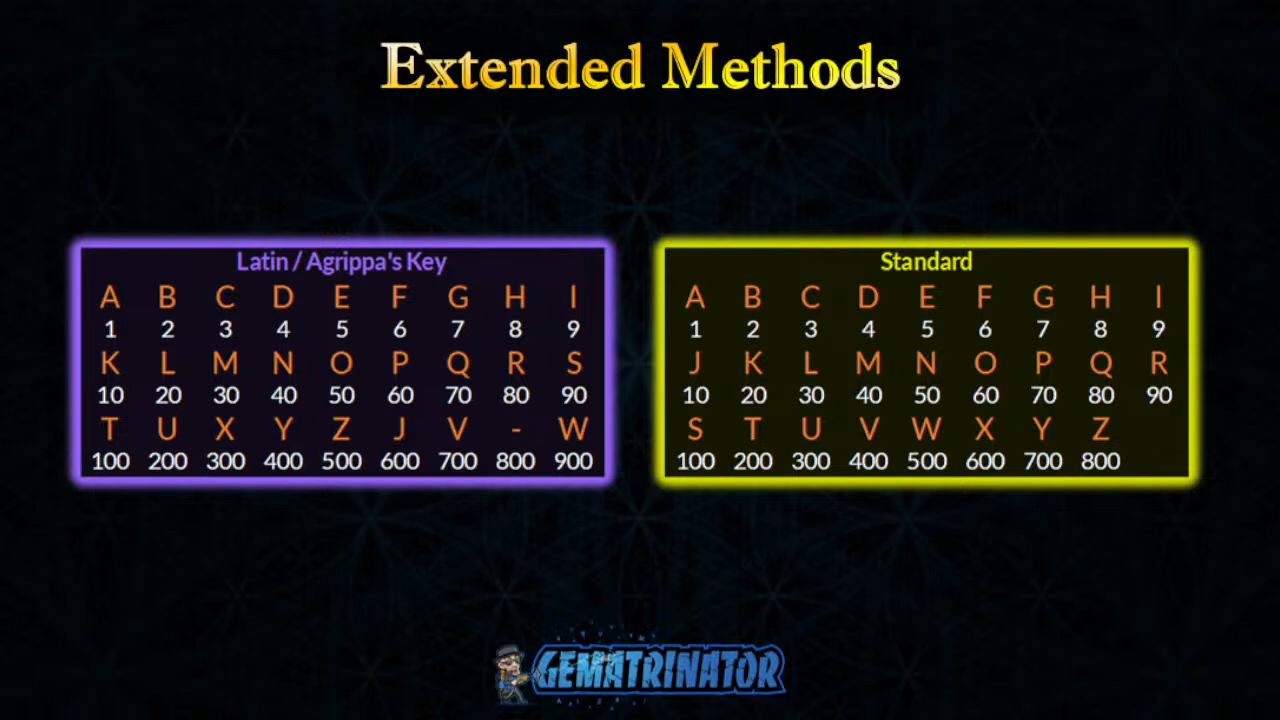 Extended Methods
Latin / Agrippa's Key
A B C D E F G H I
1 2 3 4 5 6 7 8 9
K L M N O P Q R S
10 20 30 40 50 60 70 80 90
T U X Y Z J V - W
100 200 300 400 500 600 700 800 900
Standard
A B C D E F G H I
1 2 3 4 5 6 7 8 9
J K L M N O P Q R
10 20 30 40 50 60 70 80 90
S T U V W X Y Z
100 200 300 400 500 600 700 800
GEMATRINATOR